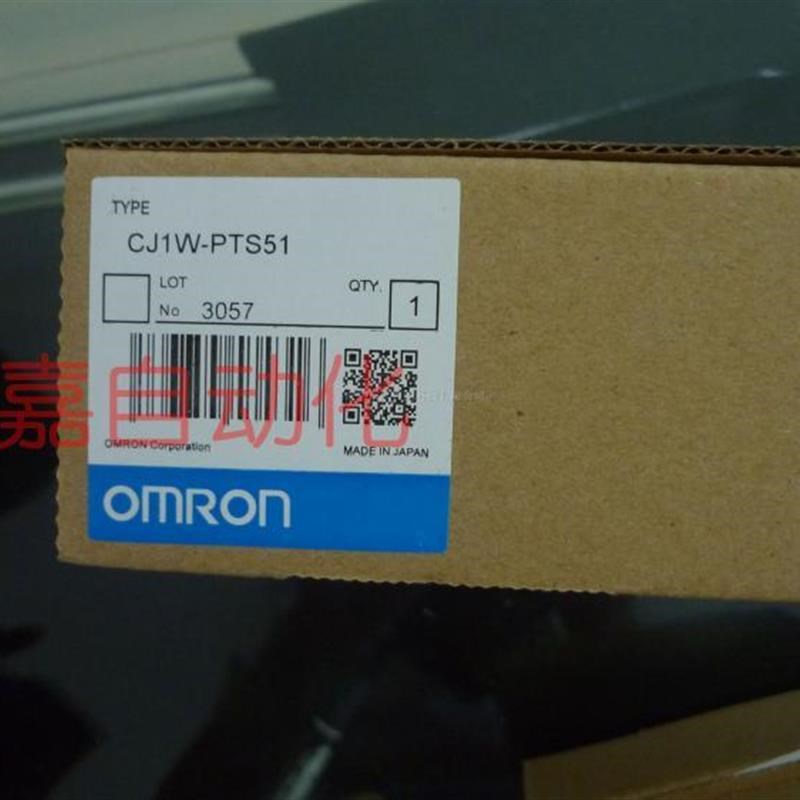 TYPE
CJ1W-PTS51
LOT
No 3057
QTY. 1
嘉自动化
OMRON Corporation
MADE IN JAPAN
OMRON